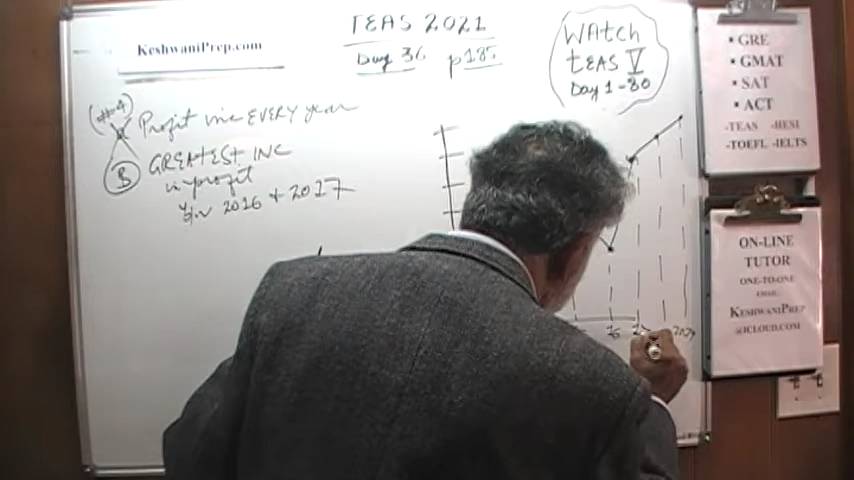 KeshwaniPrep.com
TEAS 2021
Day 36 p185
WAtch
tEAS V
Day 1-80
(#4)
Profit inc EVERY year
B GREAtESt INC
in profit
b/w 2016 + 2017
16
• GRE
• GMAT
• SAT
• ACT
-TEAS -HESI
-TOEFL -IELTS
ON-LINE
TUTOR
ONE-TO-ONE
EMAIL:
KESHWANIPREP
@ICLOUD.COM